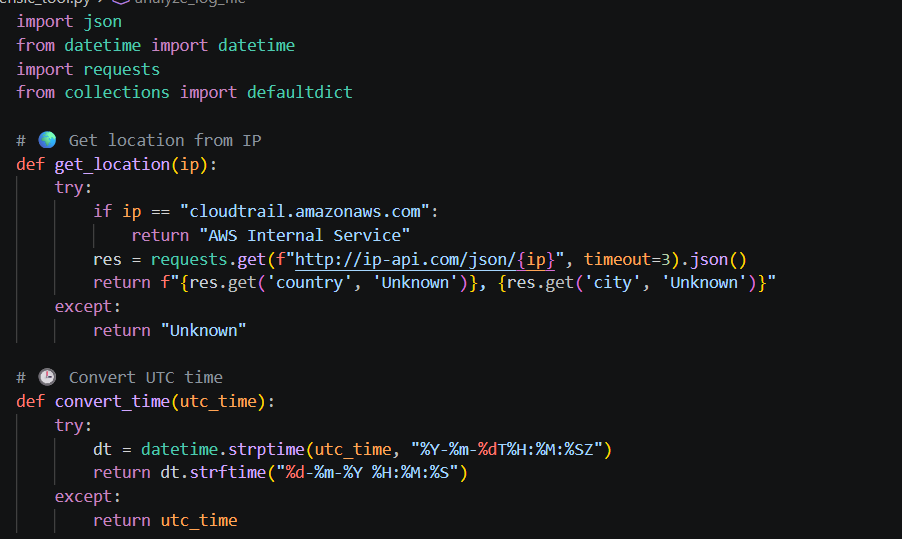 ensic_tool.py > analyze_log_file
import json
from datetime import datetime
import requests
from collections import defaultdict
# 🌍 Get location from IP
def get_location(ip):
    try:
        if ip == "cloudtrail.amazonaws.com":
            return "AWS Internal Service"
        res = requests.get(f"http://ip-api.com/json/{ip}", timeout=3).json()
        return f"{res.get('country', 'Unknown')}, {res.get('city', 'Unknown')}"
    except:
        return "Unknown"
# 🕒 Convert UTC time
def convert_time(utc_time):
    try:
        dt = datetime.strptime(utc_time, "%Y-%m-%dT%H:%M:%SZ")
        return dt.strftime("%d-%m-%Y %H:%M:%S")
    except:
        return utc_time